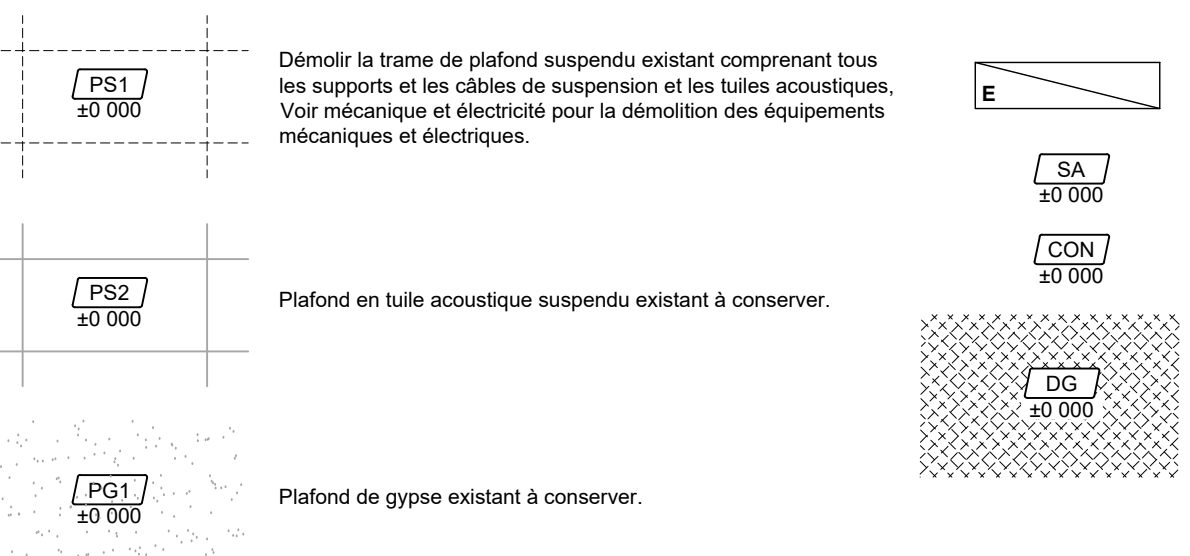 PS1
±0 000
Démolir la trame de plafond suspendu existant comprenant tous
les supports et les câbles de suspension et les tuiles acoustiques,
Voir mécanique et électricité pour la démolition des équipements
mécaniques et électriques.
PS2
±0 000
Plafond en tuile acoustique suspendu existant à conserver.
PG1
±0 000
Plafond de gypse existant à conserver.
E
SA
±0 000
CON
±0 000
DG
±0 000